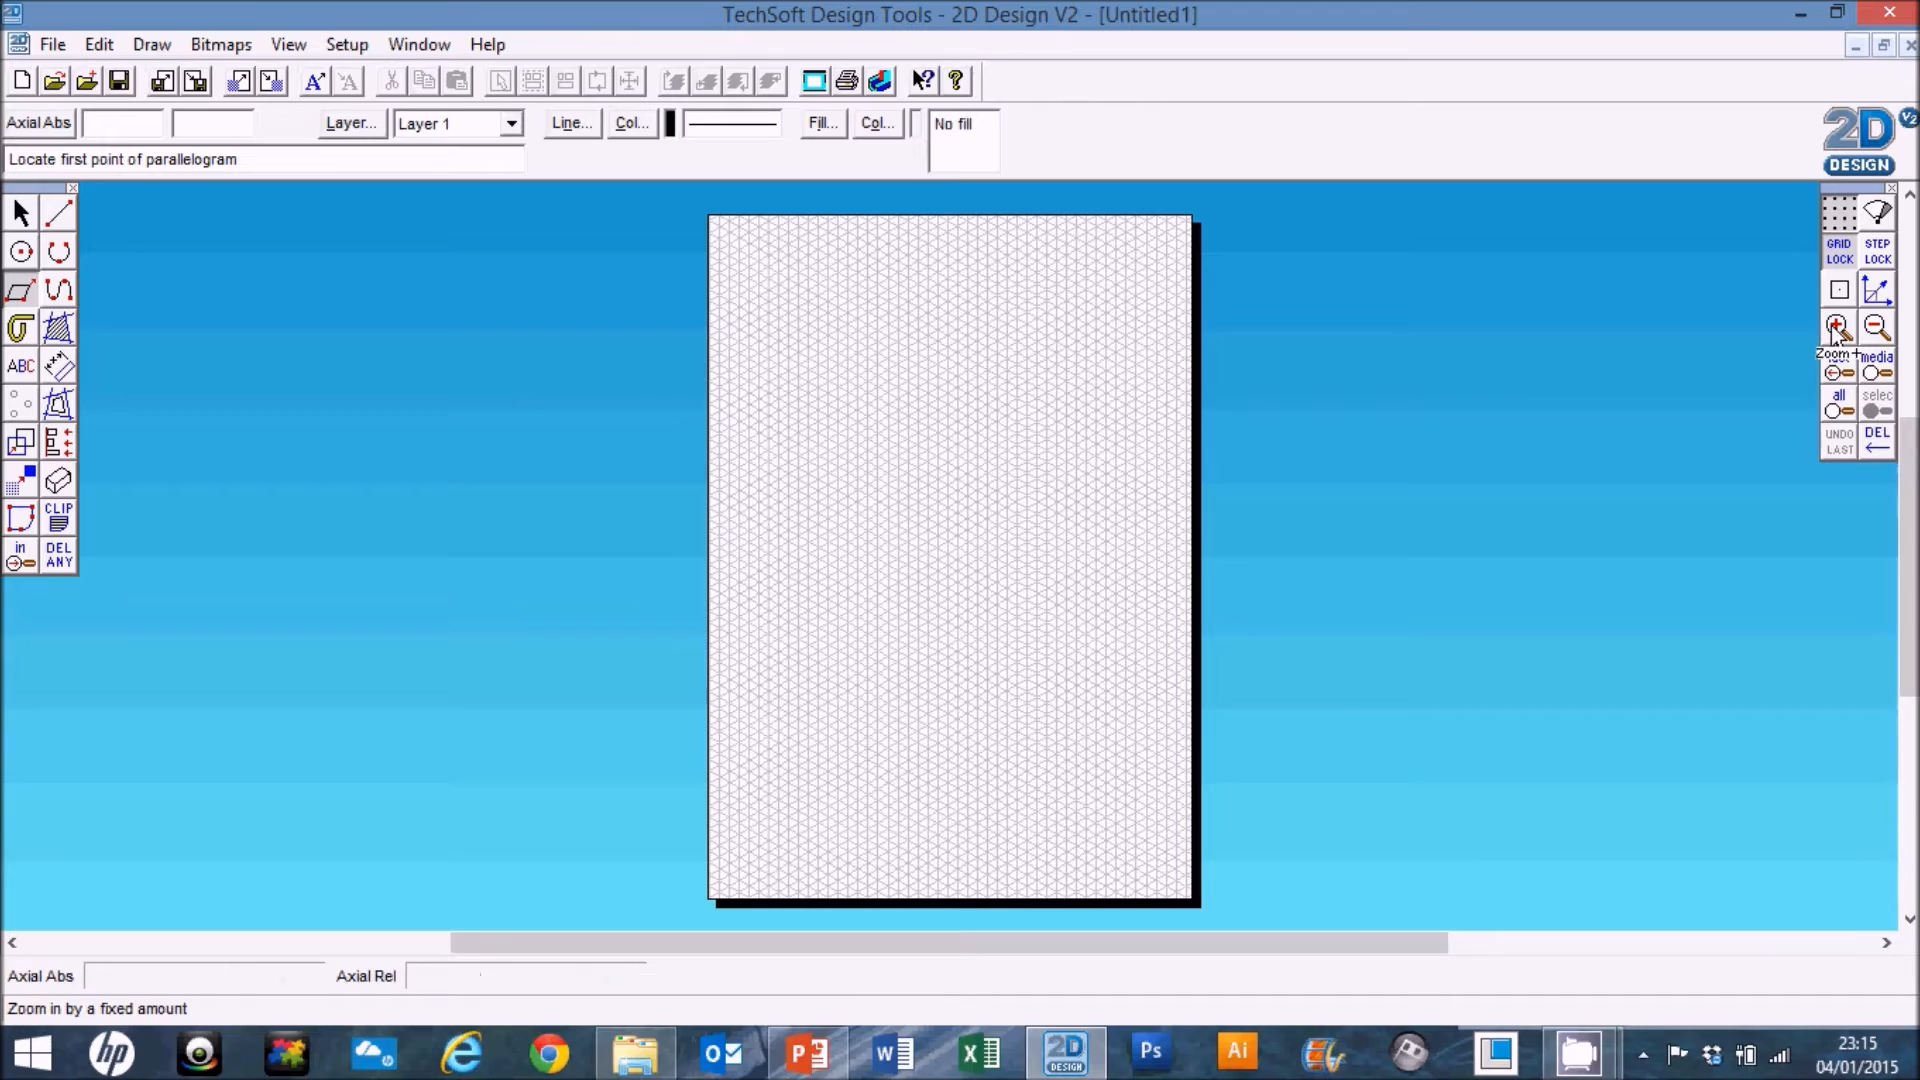 TechSoft Design Tools - 2D Design V2 - [Untitled1]
File Edit Draw Bitmaps View Setup Window Help
Axial Abs Layer... Layer 1 Line... Col... Fill... Col... No fill
Locate first point of parallelogram
2D V2
DESIGN
GRID LOCK
STEP LOCK
Zoom+
media
all
selec
UNDO LAST
DEL
ABC
CLIP
in
DEL ANY
Axial Abs Axial Rel
Zoom in by a fixed amount
2D DESIGN
Ps
Ai
23:15
04/01/2015